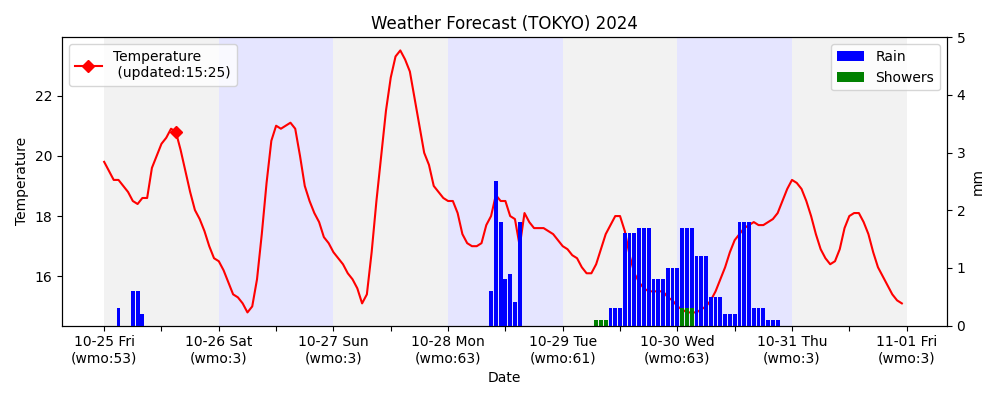 Weather Forecast (TOKYO) 2024
Temperature
(updated:15:25)
Rain
Showers
Temperature
22
20
18
16
5
4
3
2
1
0
mm
10-25 Fri
(wmo:53)
10-26 Sat
(wmo:3)
10-27 Sun
(wmo:3)
10-28 Mon
(wmo:63)
10-29 Tue
(wmo:61)
10-30 Wed
(wmo:63)
10-31 Thu
(wmo:3)
11-01 Fri
(wmo:3)
Date